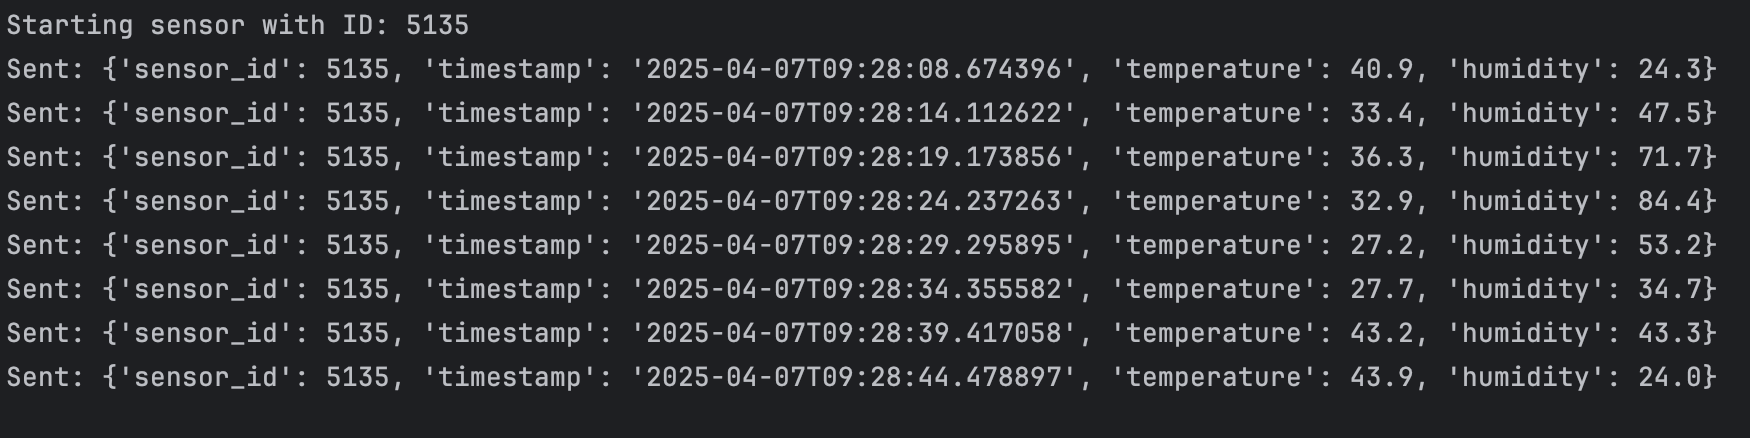 Starting sensor with ID: 5135
Sent: {'sensor_id': 5135, 'timestamp': '2025-04-07T09:28:08.674396', 'temperature': 40.9, 'humidity': 24.3}
Sent: {'sensor_id': 5135, 'timestamp': '2025-04-07T09:28:14.112622', 'temperature': 33.4, 'humidity': 47.5}
Sent: {'sensor_id': 5135, 'timestamp': '2025-04-07T09:28:19.173856', 'temperature': 36.3, 'humidity': 71.7}
Sent: {'sensor_id': 5135, 'timestamp': '2025-04-07T09:28:24.237263', 'temperature': 32.9, 'humidity': 84.4}
Sent: {'sensor_id': 5135, 'timestamp': '2025-04-07T09:28:29.295895', 'temperature': 27.2, 'humidity': 53.2}
Sent: {'sensor_id': 5135, 'timestamp': '2025-04-07T09:28:34.355582', 'temperature': 27.7, 'humidity': 34.7}
Sent: {'sensor_id': 5135, 'timestamp': '2025-04-07T09:28:39.417058', 'temperature': 43.2, 'humidity': 43.3}
Sent: {'sensor_id': 5135, 'timestamp': '2025-04-07T09:28:44.478897', 'temperature': 43.9, 'humidity': 24.0}